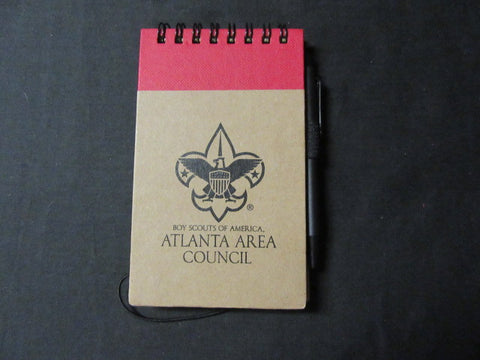 ®
BOY SCOUTS OF AMERICA,
ATLANTA AREA
COUNCIL